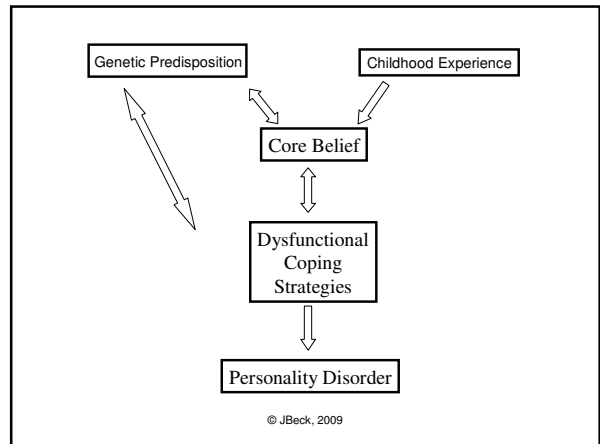 Genetic Predisposition
Childhood Experience
Core Belief
Dysfunctional
Coping
Strategies
Personality Disorder
© JBeck, 2009